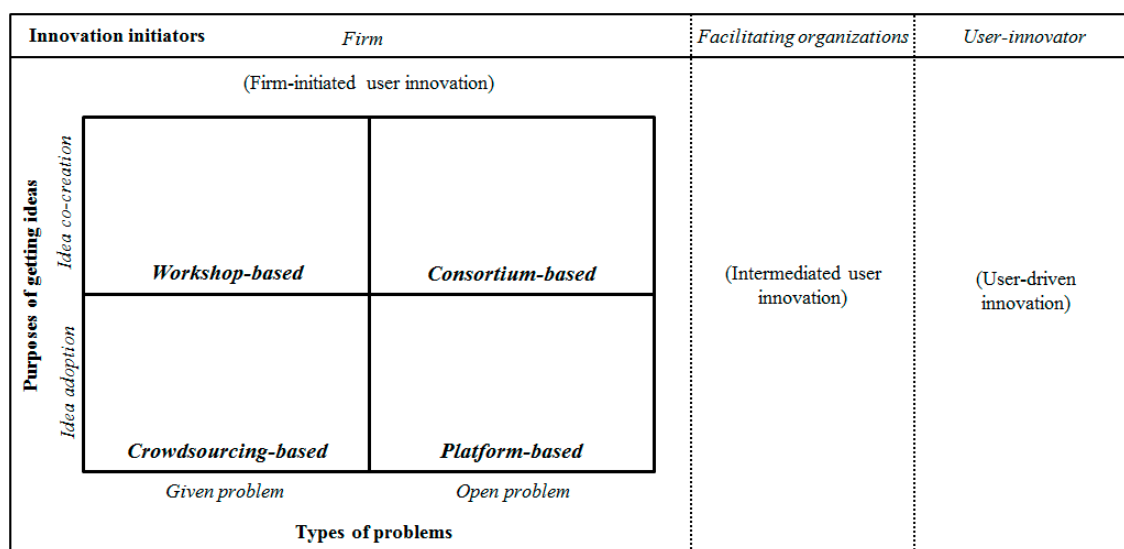 Innovation initiators
Firm
Facilitating organizations
User-innovator
(Firm-initiated user innovation)
Purposes of getting ideas
Idea co-creation
Idea adoption
Workshop-based
Consortium-based
Crowdsourcing-based
Platform-based
Given problem
Open problem
Types of problems
(Intermediated user
innovation)
(User-driven
innovation)